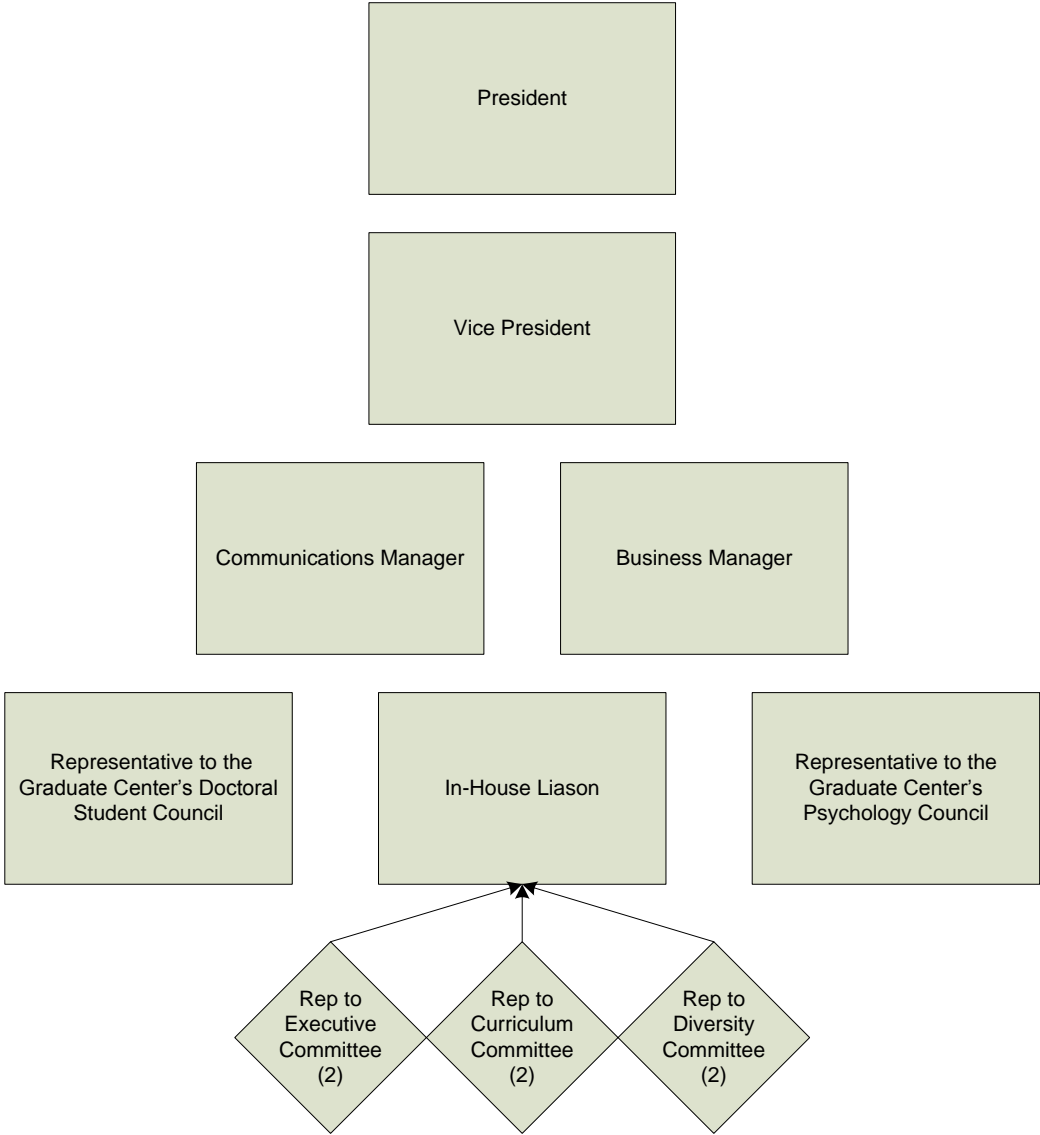 President
Vice President
Communications Manager
Business Manager
Representative to the
Graduate Center’s Doctoral
Student Council
In-House Liason
Representative to the
Graduate Center’s
Psychology Council
Rep to
Executive
Committee
(2)
Rep to
Curriculum
Committee
(2)
Rep to
Diversity
Committee
(2)